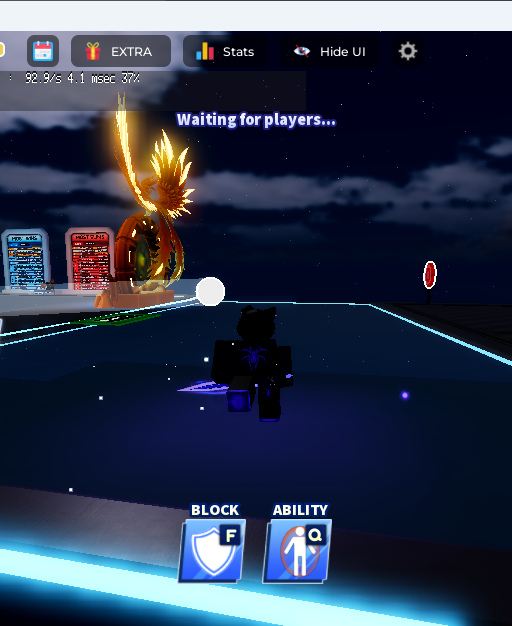 EXTRA
Stats
Hide UI
: 92.9/s 4.1 msec 37%
Waiting for players...
BLOCK
ABILITY
F
Q